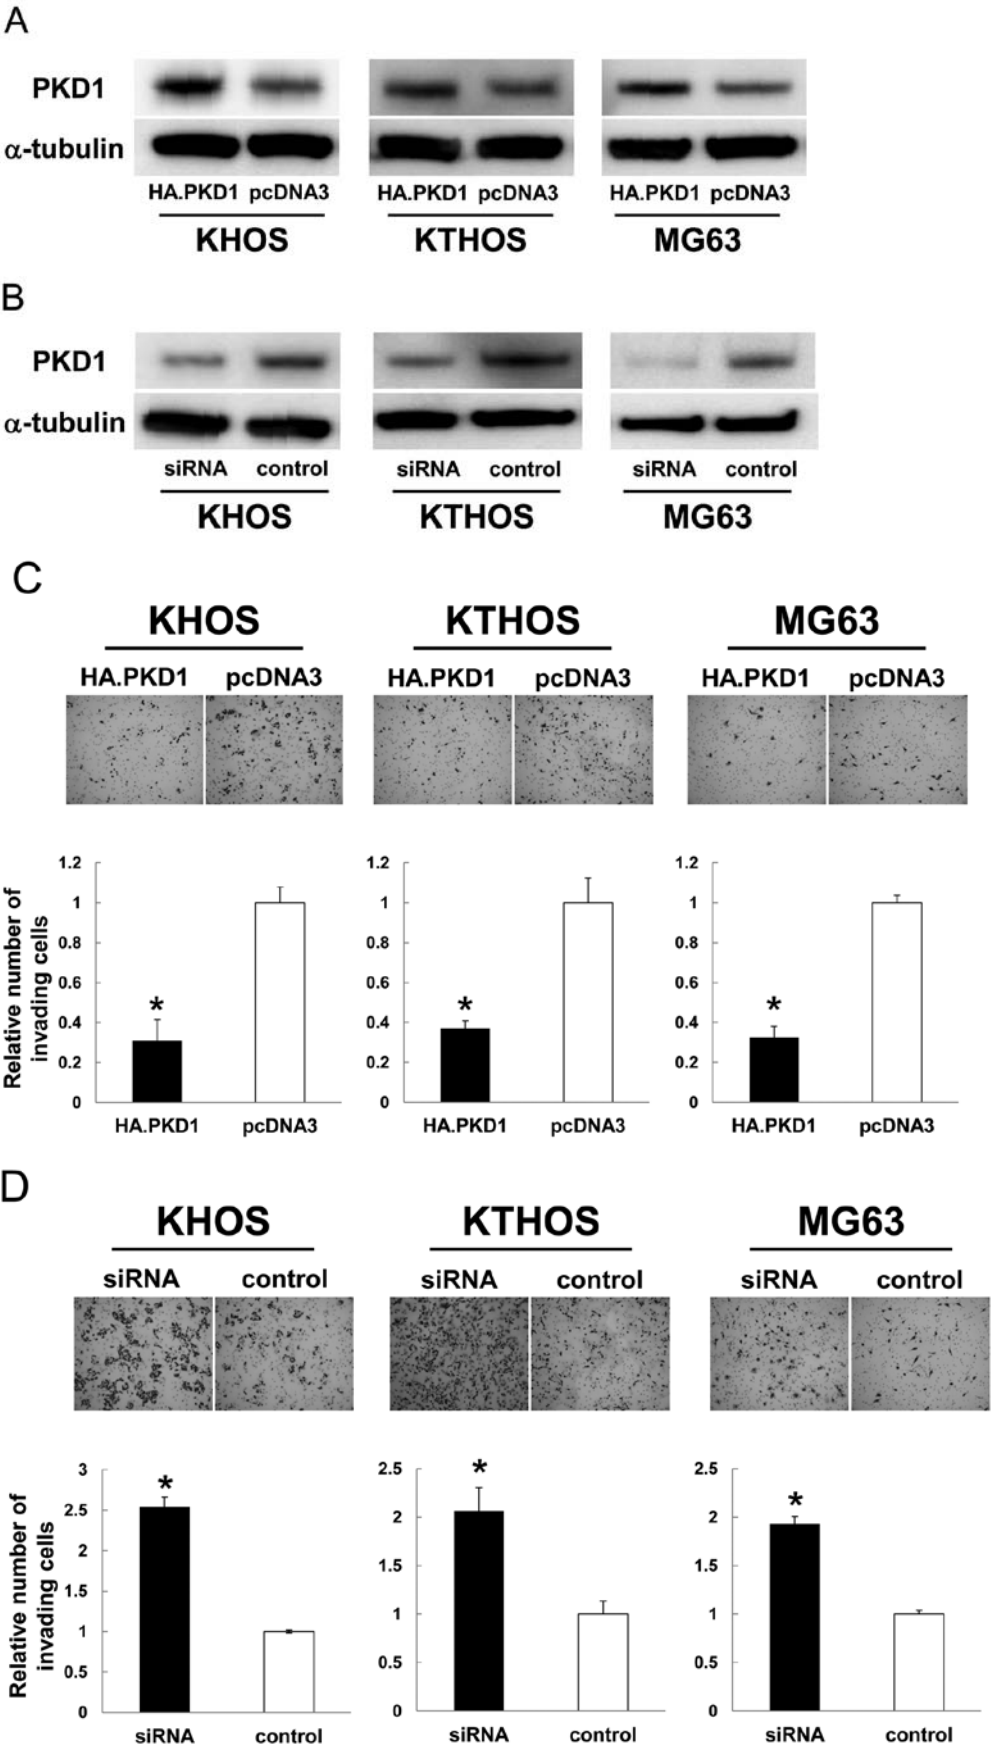 A
PKD1
α-tubulin
HA.PKD1 pcDNA3 HA.PKD1 pcDNA3 HA.PKD1 pcDNA3
KHOS KTHOS MG63
B
PKD1
α-tubulin
siRNA control siRNA control siRNA control
KHOS KTHOS MG63
C
KHOS KTHOS MG63
HA.PKD1 pcDNA3 HA.PKD1 pcDNA3 HA.PKD1 pcDNA3
Relative number of
invading cells
1.2 1.2 1.2
1 1 1
0.8 0.8 0.8
0.6 0.6 0.6
* * *
0.4 0.4 0.4
0.2 0.2 0.2
0 0 0
HA.PKD1 pcDNA3 HA.PKD1 pcDNA3 HA.PKD1 pcDNA3
D
KHOS KTHOS MG63
siRNA control siRNA control siRNA control
Relative number of
invading cells
3 2.5 2.5
* * *
2.5 2 2
2 1.5 1.5
1.5 1 1
1 0.5 0.5
0.5 0 0
0
siRNA control siRNA control siRNA control